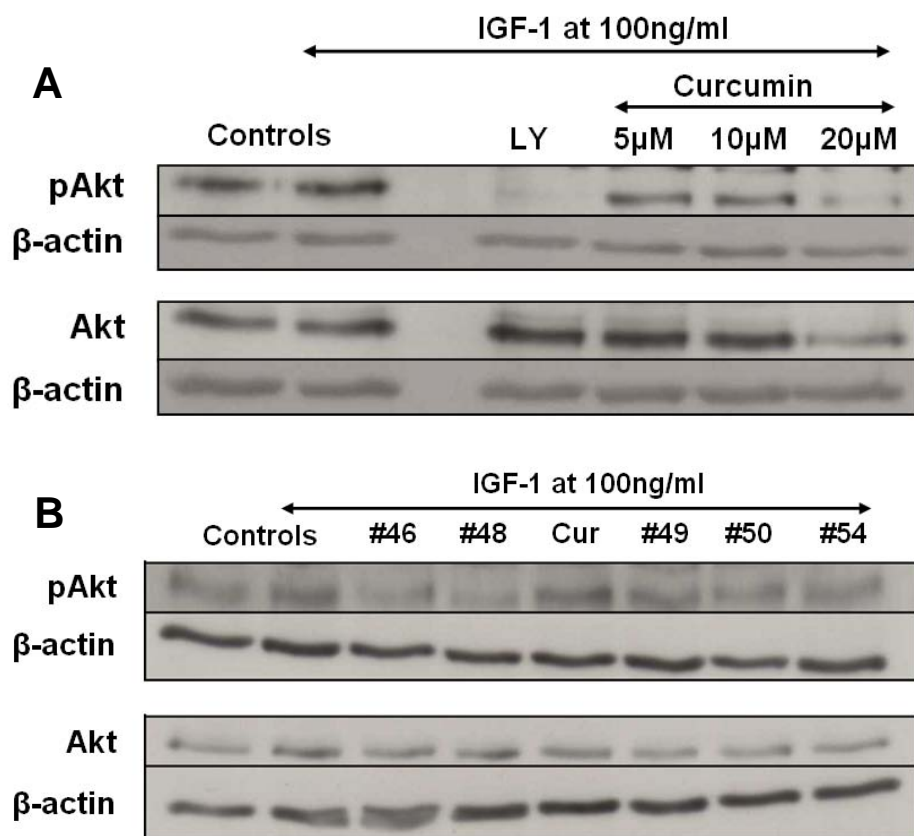 IGF-1 at 100ng/ml
A
Curcumin
Controls LY 5µM 10µM 20µM
pAkt
β-actin
Akt
β-actin
IGF-1 at 100ng/ml
B
Controls #46 #48 Cur #49 #50 #54
pAkt
β-actin
Akt
β-actin